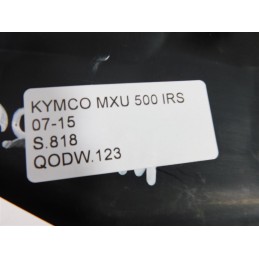 KYMCO MXU 500 IRS
07-15
S.818
QODW.123